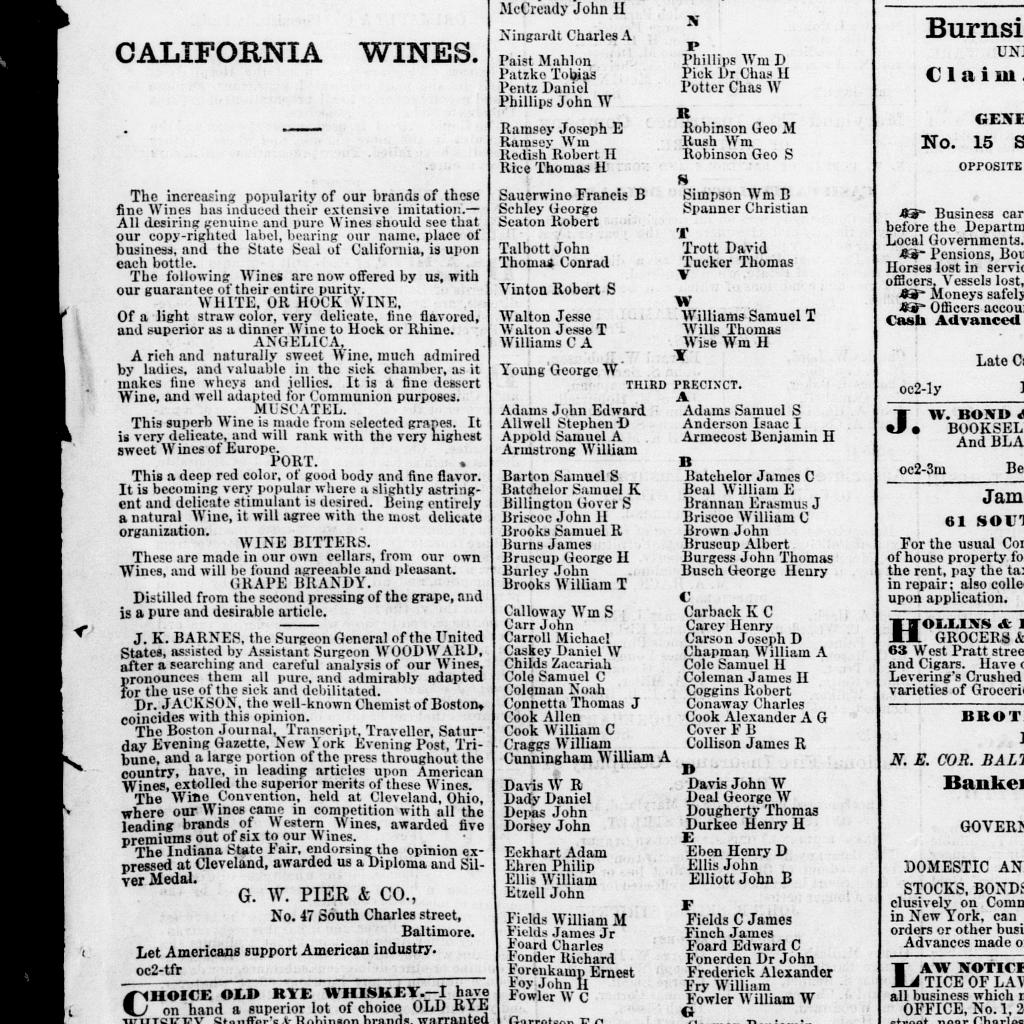 CALIFORNIA WINES.
The increasing popularity of our brands of these
fine Wines has induced their extensive imitation.—
All desiring genuine and pure Wines should see that
our copy-righted label, bearing our name, place of
business, and the State Seal of California, is upon
each bottle.
The following Wines are now offered by us, with
our guarantee of their entire purity.
WHITE, OR HOCK WINE,
Of a light straw color, very delicate, fine flavored,
and superior as a dinner Wine to Hock or Rhine.
ANGELICA,
A rich and naturally sweet Wine, much admired
by ladies, and valuable in the sick chamber, as it
makes fine wheys and jellies. It is a fine dessert
Wine, and well adapted for Communion purposes.
MUSCATEL.
This superb Wine is made from selected grapes. It
is very delicate, and will rank with the very highest
sweet Wines of Europe.
PORT.
This a deep red color, of good body and fine flavor.
It is becoming very popular where a slightly astring-
ent and delicate stimulant is desired. Being entirely
a natural Wine, it will agree with the most delicate
organization.
WINE BITTERS.
These are made in our own cellars, from our own
Wines, and will be found agreeable and pleasant.
GRAPE BRANDY.
Distilled from the second pressing of the grape, and
is a pure and desirable article.
J. K. BARNES, the Surgeon General of the United
States, assisted by Assistant Surgeon WOODWARD,
after a searching and careful analysis of our Wines,
pronounces them all pure, and admirably adapted
for the use of the sick and debilitated.
Dr. JACKSON, the well-known Chemist of Boston,
coincides with this opinion.
The Boston Journal, Transcript, Traveller, Satur-
day Evening Gazette, New York Evening Post, Tri-
bune, and a large portion of the press throughout the
country, have, in leading articles upon American
Wines, extolled the superior merits of these Wines.
The Wine Convention, held at Cleveland, Ohio,
where our Wines came in competition with all the
leading brands of Western Wines, awarded five
premiums out of six to our Wines.
The Indiana State Fair, endorsing the opinion ex-
pressed at Cleveland, awarded us a Diploma and Sil-
ver Medal.
G. W. PIER & CO.,
No. 47 South Charles street,
Baltimore.
Let Americans support American industry.
oc2-tfr
CHOICE OLD RYE WHISKEY.—I have
on hand a superior lot of choice OLD RYE
WHISKEY, Stauffer's & Robinson brands, warranted
McCready John H
N
Ningardt Charles A
P
Paist Mahlon Phillips Wm D
Patzke Tobias Pick Dr Chas H
Pentz Daniel Potter Chas W
Phillips John W
R
Ramsey Joseph E Robinson Geo M
Ramsey Wm Rush Wm
Redish Robert H Robinson Geo S
Rice Thomas H
S
Sauerwine Francis B Simpson Wm B
Schley George Spanner Christian
Seaton Robert
T
Talbott John Trott David
Thomas Conrad Tucker Thomas
V
Vinton Robert S
W
Walton Jesse Williams Samuel T
Walton Jesse T Wills Thomas
Williams C A Wise Wm H
Y
Young George W
THIRD PRECINCT.
A
Adams John Edward Adams Samuel S
Allwell Stephen D Anderson Isaac I
Appold Samuel A Armecost Benjamin H
Armstrong William
B
Barton Samuel S Batchelor James C
Batchelor Samuel K Beal William E
Billington Gover S Brannan Erasmus J
Briscoe John H Briscoe William C
Brooks Samuel R Brown John
Burns James Bruscup Albert
Bruscup George H Burgess John Thomas
Burley John Busch George Henry
Brooks William T
C
Calloway Wm S Carback K C
Carr John Carey Henry
Carroll Michael Carson Joseph D
Caskey Daniel W Chapman William A
Childs Zacariah Cole Samuel H
Cole Samuel C Coleman James H
Coleman Noah Coggins Robert
Connetta Thomas J Conaway Charles
Cook Allen Cook Alexander A G
Cook William C Cover F B
Craggs William Collison James R
Cunningham William A
D
Davis W R Davis John W
Dady Daniel Deal George W
Depas John Dougherty Thomas
Dorsey John Durkee Henry H
E
Eckhart Adam Eben Henry D
Ehren Philip Ellis John
Ellis William Elliott John B
Etzell John
F
Fields William M Fields C James
Fields James Jr Finch James
Foard Charles Foard Edward C
Fonder Richard Fonerden Dr John
Forenkamp Ernest Frederick Alexander
Foy John H Fry William
Fowler W C Fowler William W
G
Garretson F C
Burnsi
UNI
Claim
GENE
No. 15 S
OPPOSITE
Business car
before the Departm
Local Governments.
Pensions, Bou
Horses lost in servic
officers, Vessels lost,
Moneys safely
Officers accou
Cash Advanced
Late Ca
oc2-1y
J. W. BOND &
BOOKSEL
And BLA
oc2-3m Be
Jam
61 SOUT
For the usual Com
of house property fo
the rent, pay the tax
in repair; also colle
upon application.
HOLLINS &
GROCERS &
63 West Pratt stree
and Cigars. Have c
Levering's Crushed
varieties of Grocerie
BROT
N. E. COR. BALT
Banker
GOVERN
DOMESTIC AN
STOCKS, BONDS
clusively on Comm
in New York, can
orders or other busi
Advances made o
LAW NOTICE
TICE OF LAV
all business which m
OFFICE, No. 1, 2
street, near Charles